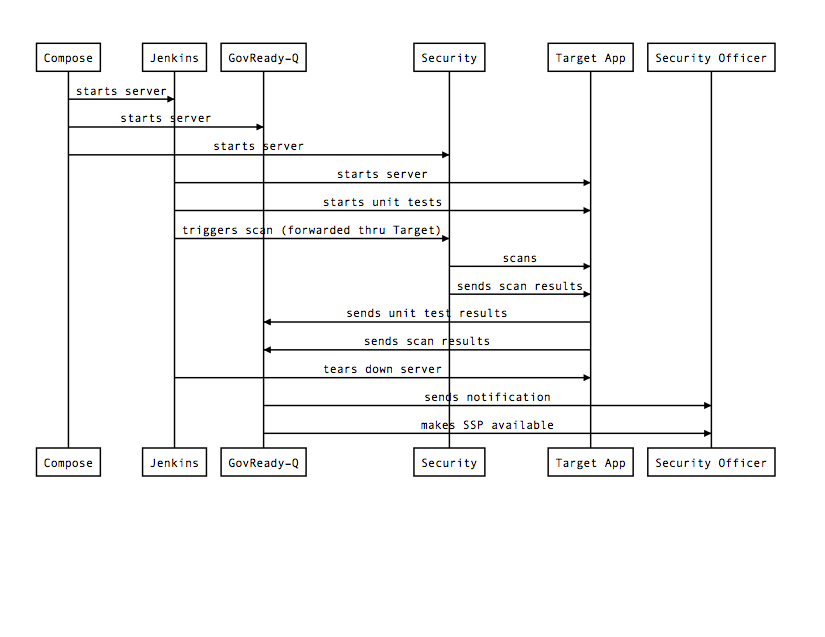 Compose Jenkins GovReady-Q Security Target App Security Officer
starts server
starts server
starts server
starts server
starts unit tests
triggers scan (forwarded thru Target)
scans
sends scan results
sends unit test results
sends scan results
tears down server
sends notification
makes SSP available
Compose Jenkins GovReady-Q Security Target App Security Officer